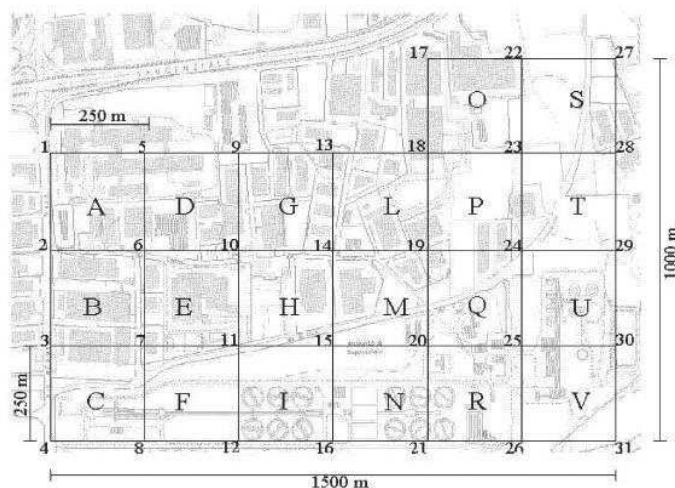 17 22 27
TANGENZIALE
O S
250 m
1 5 9 13 18 23 28
A D G L P T
2 6 10 14 19 24 29
1000 m
B E H M Q U
3 7 11 15 20 25 30
250 m
C F I N R V
4 8 12 16 21 26 31
1500 m